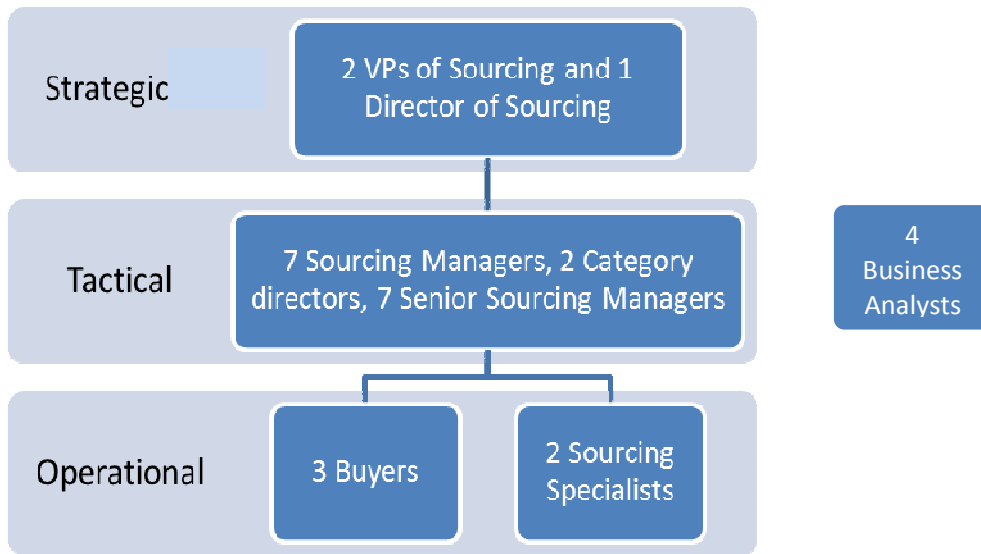 Strategic
2 VPs of Sourcing and 1
Director of Sourcing
Tactical
7 Sourcing Managers, 2 Category
directors, 7 Senior Sourcing Managers
4
Business
Analysts
Operational
3 Buyers
2 Sourcing
Specialists